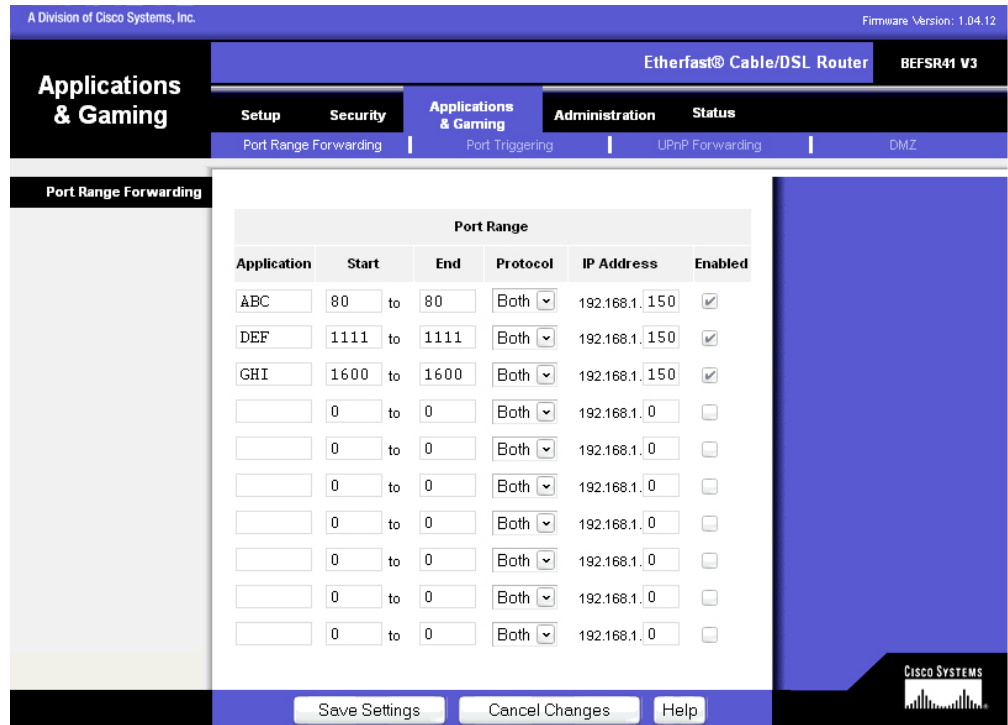 A Division of Cisco Systems, Inc.
Firmware Version: 1.04.12
Etherfast® Cable/DSL Router
BEFSR41 V3
Applications
& Gaming
Setup Security Applications & Gaming Administration Status
Port Range Forwarding Port Triggering UPnP Forwarding DMZ
Port Range Forwarding
Port Range
Application Start End Protocol IP Address Enabled
ABC 80 to 80 Both 192.168.1. 150
DEF 1111 to 1111 Both 192.168.1. 150
GHI 1600 to 1600 Both 192.168.1. 150
0 to 0 Both 192.168.1. 0
0 to 0 Both 192.168.1. 0
0 to 0 Both 192.168.1. 0
0 to 0 Both 192.168.1. 0
0 to 0 Both 192.168.1. 0
0 to 0 Both 192.168.1. 0
0 to 0 Both 192.168.1. 0
CISCO SYSTEMS
Save Settings Cancel Changes Help